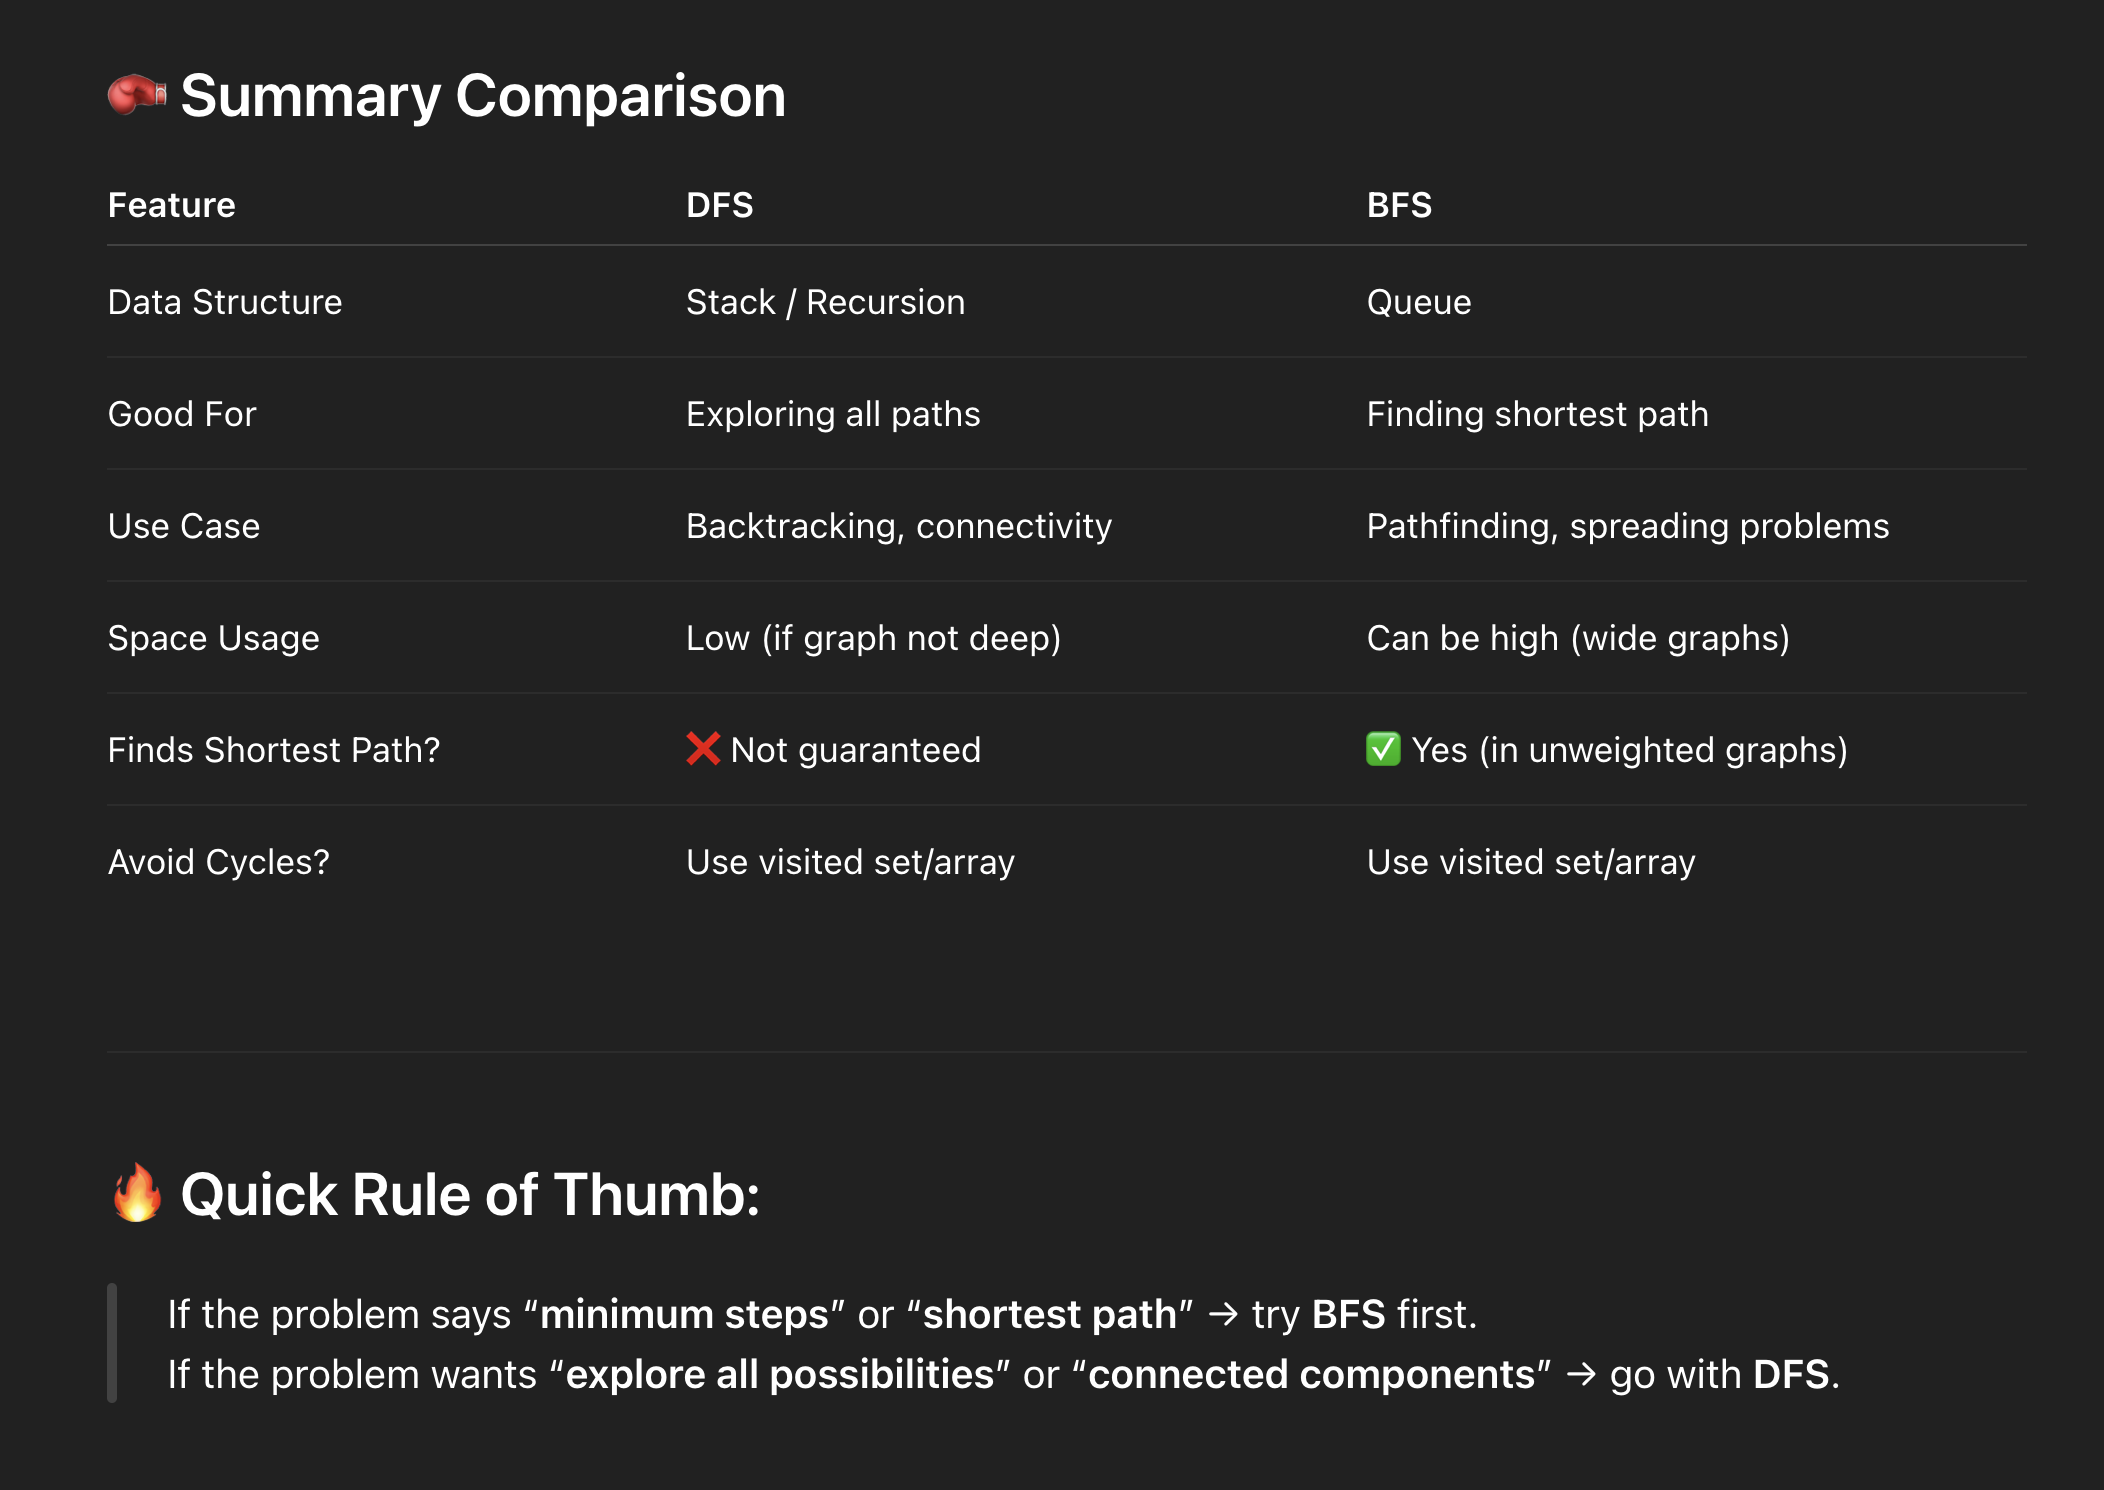 🥊 Summary Comparison
Feature DFS BFS
Data Structure Stack / Recursion Queue
Good For Exploring all paths Finding shortest path
Use Case Backtracking, connectivity Pathfinding, spreading problems
Space Usage Low (if graph not deep) Can be high (wide graphs)
Finds Shortest Path? ❌ Not guaranteed ✅ Yes (in unweighted graphs)
Avoid Cycles? Use visited set/array Use visited set/array
🔥 Quick Rule of Thumb:
If the problem says “minimum steps” or “shortest path” → try BFS first.
If the problem wants “explore all possibilities” or “connected components” → go with DFS.